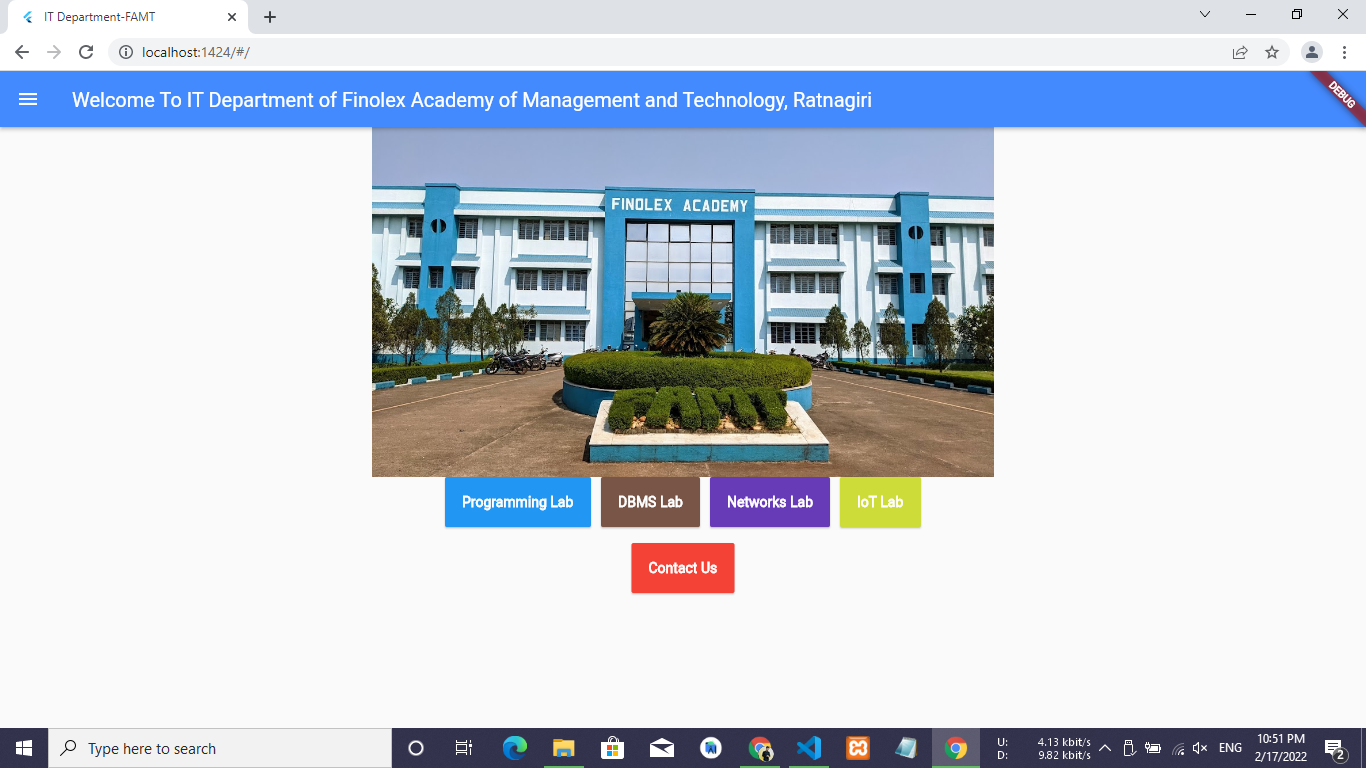 IT Department-FAMT
localhost:1424/#/
Welcome To IT Department of Finolex Academy of Management and Technology, Ratnagiri
DEBUG
FINOLEX ACADEMY
FAMT
Programming Lab DBMS Lab Networks Lab IoT Lab
Contact Us
Type here to search
U: 4.13 kbit/s
D: 9.82 kbit/s
ENG
10:51 PM
2/17/2022
2